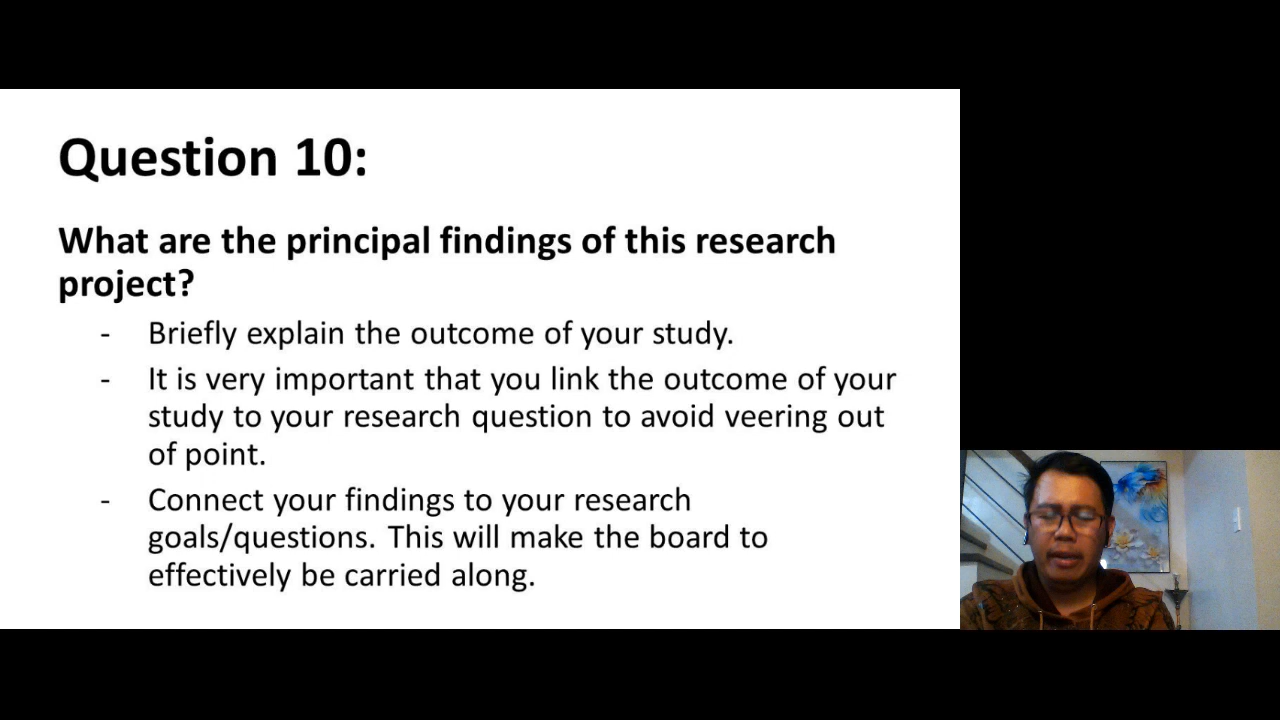 Question 10:
What are the principal findings of this research
project?
- Briefly explain the outcome of your study.
- It is very important that you link the outcome of your
study to your research question to avoid veering out
of point.
- Connect your findings to your research
goals/questions. This will make the board to
effectively be carried along.